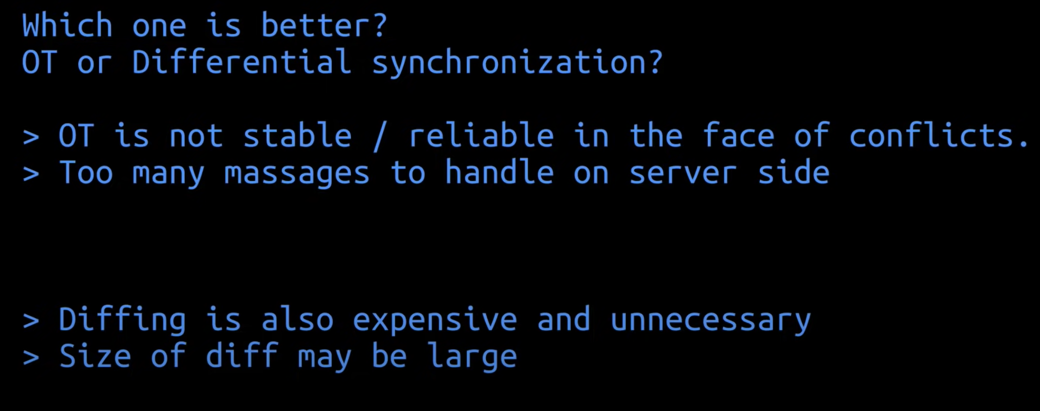 Which one is better?
OT or Differential synchronization?
> OT is not stable / reliable in the face of conflicts.
> Too many massages to handle on server side
> Diffing is also expensive and unnecessary
> Size of diff may be large